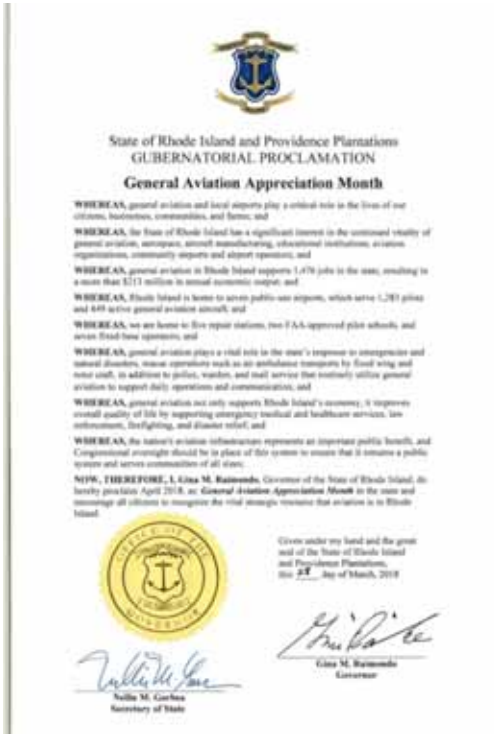 State of Rhode Island and Providence Plantations
GUBERNATORIAL PROCLAMATION
General Aviation Appreciation Month
WHEREAS, general aviation and local airports play a critical role in the lives of our
citizens, businesses, communities, and farms; and
WHEREAS, the State of Rhode Island has a significant interest in the continued vitality of
general aviation, aerospace, aircraft manufacturing, educational institutions, aviation
organizations, community airports and airport operators; and
WHEREAS, general aviation in Rhode Island supports 1,476 jobs in the state, resulting in
a more than $213 million in annual economic output; and
WHEREAS, Rhode Island is home to seven public-use airports, which serve 1,283 pilots
and 649 active general aviation aircraft; and
WHEREAS, we are home to five repair stations, two FAA-approved pilot schools, and
seven fixed-base operators; and
WHEREAS, general aviation plays a vital role in the state's response to emergencies and
natural disasters, rescue operations such as air ambulance transports by fixed wing and
rotor craft, in addition to police, warden, and mail service that routinely utilize general
aviation to support daily operations and communication; and
WHEREAS, general aviation not only supports Rhode Island's economy, it improves
overall quality of life by supporting emergency medical and healthcare services, law
enforcement, firefighting, and disaster relief; and
WHEREAS, the nation's aviation infrastructure represents an important public benefit, and
Congressional oversight should be in place of this system to ensure that it remains a public
system and serves communities of all sizes;
NOW, THEREFORE, I, Gina M. Raimondo, Governor of the State of Rhode Island, do
hereby proclaim April 2018, as: General Aviation Appreciation Month in the state and
encourage all citizens to recognize the vital strategic resource that aviation is in Rhode
Island.
OFFICE OF THE
GOVERNOR
Given under my hand and the great
seal of the State of Rhode Island
and Providence Plantations,
this 28 day of March, 2018
Gina M. Raimondo
Governor
Nellie M. Gorbea
Secretary of State